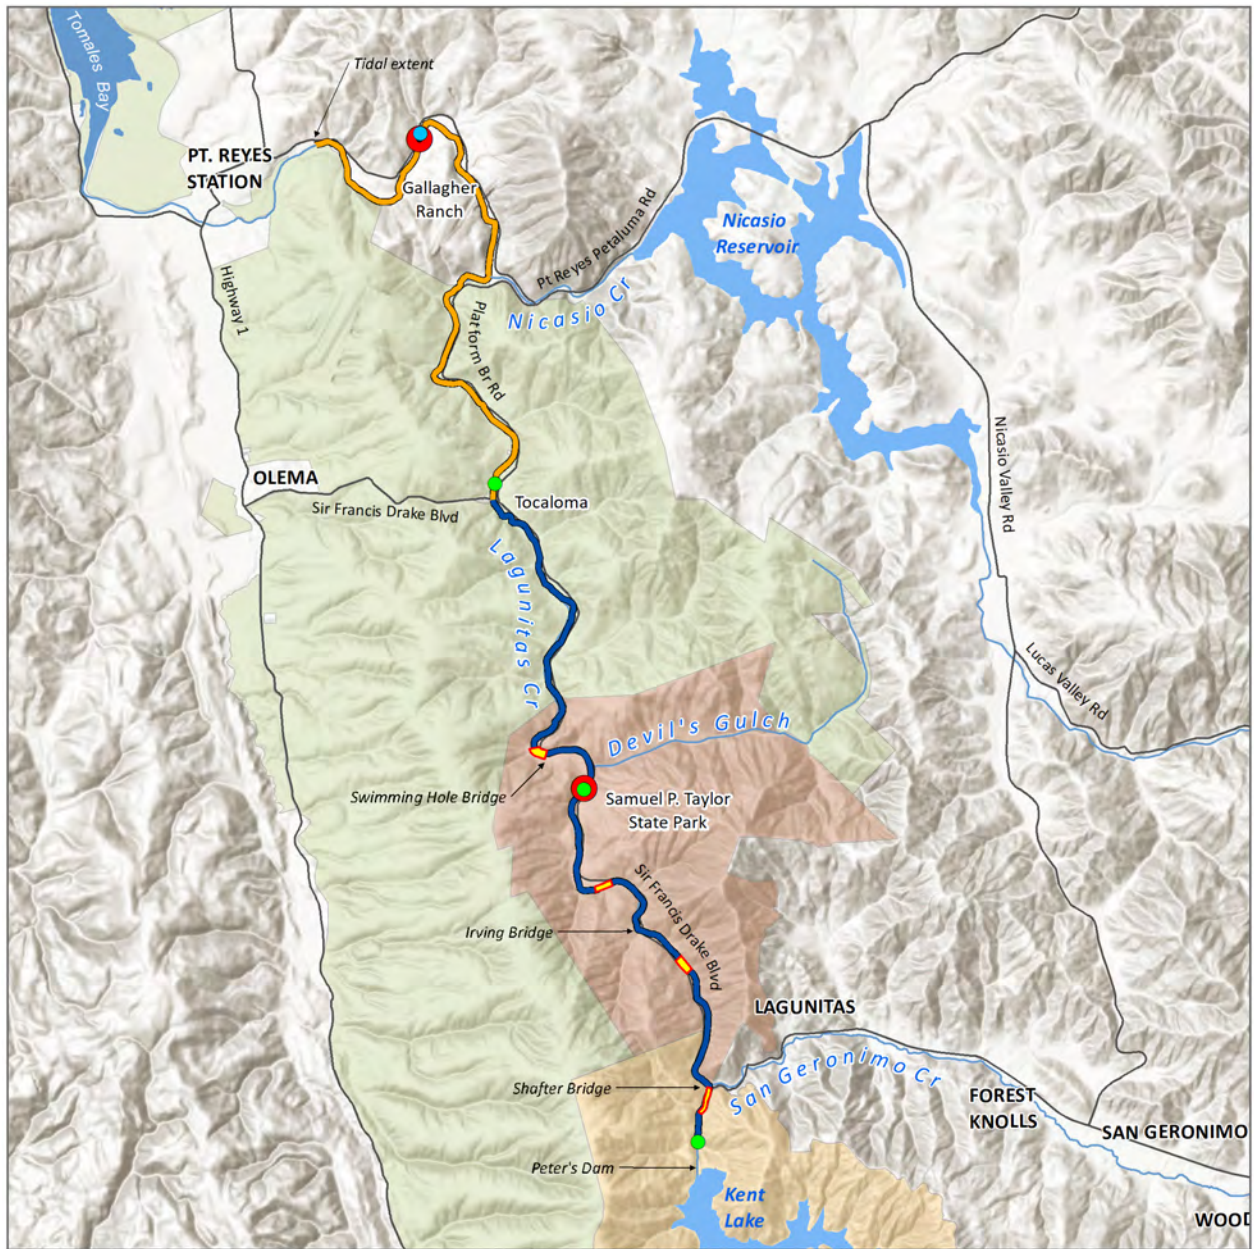 Tomales Bay
Tidal extent
PT. REYES
STATION
Gallagher
Ranch
Pt Reyes Petaluma Rd
Nicasio
Reservoir
Highway 1
Nicasio Cr
Platform Br Rd
Nicasio Valley Rd
OLEMA
Sir Francis Drake Blvd
Tocaloma
Lagunitas Cr
Lucas Valley Rd
Devil's Gulch
Swimming Hole Bridge
Samuel P. Taylor
State Park
Sir Francis Drake Blvd
Irving Bridge
LAGUNITAS
San Geronimo Cr
Shafter Bridge
FOREST
KNOLLS
SAN GERONIMO
Peter's Dam
Kent
Lake
WOOD